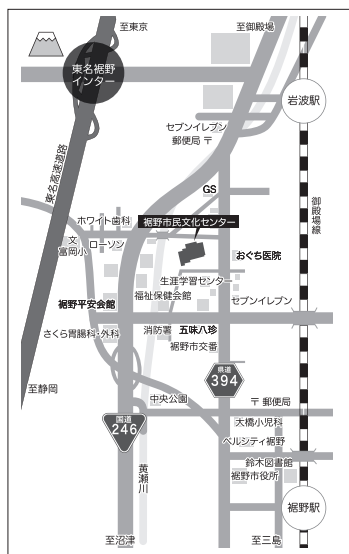 至東京
至御殿場
東名裾野
インター
岩波駅
セブンイレブン
郵便局〒
東名高速道路
GS
御殿場線
ホワイト歯科
裾野市民文化センター
文
富岡小
ローソン
おぐち医院
生涯学習センター
福祉保健会館
セブンイレブン
裾野平安会館
さくら胃腸科・外科
消防署
五味八珍
裾野市交番
至静岡
県道
394
中央公園
〒郵便局
国道
246
大橋小児科
ベルシティ裾野
黄瀬川
鈴木図書館
裾野市役所
裾野駅
至沼津
至三島